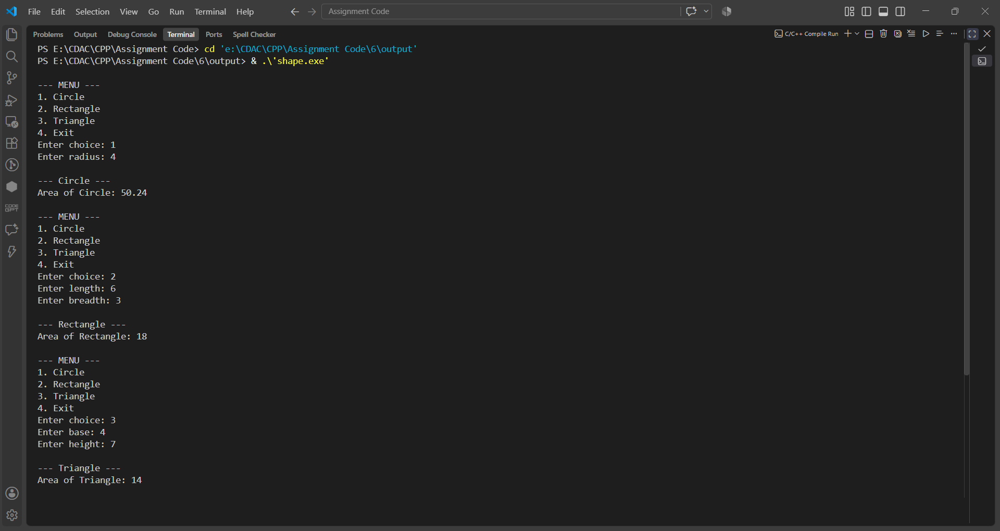 File Edit Selection View Go Run Terminal Help
Assignment Code
Problems Output Debug Console Terminal Ports Spell Checker
C/C++ Compile Run
PS E:\CDAC\CPP\Assignment Code> cd 'e:\CDAC\CPP\Assignment Code\6\output'
PS E:\CDAC\CPP\Assignment Code\6\output> & .\'shape.exe'
--- MENU ---
1. Circle
2. Rectangle
3. Triangle
4. Exit
Enter choice: 1
Enter radius: 4
--- Circle ---
Area of Circle: 50.24
--- MENU ---
1. Circle
2. Rectangle
3. Triangle
4. Exit
Enter choice: 2
Enter length: 6
Enter breadth: 3
--- Rectangle ---
Area of Rectangle: 18
--- MENU ---
1. Circle
2. Rectangle
3. Triangle
4. Exit
Enter choice: 3
Enter base: 4
Enter height: 7
--- Triangle ---
Area of Triangle: 14
CODE
GPT